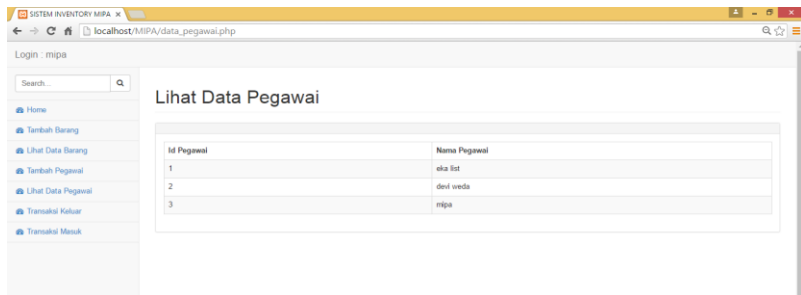 SISTEM INVENTORY MIPA
localhost/MIPA/data_pegawai.php
Login : mipa
Search...
Home
Tambah Barang
Lihat Data Barang
Tambah Pegawai
Lihat Data Pegawai
Transaksi Keluar
Transaksi Masuk
Lihat Data Pegawai
Id Pegawai Nama Pegawai
1 eka list
2 devi weda
3 mipa